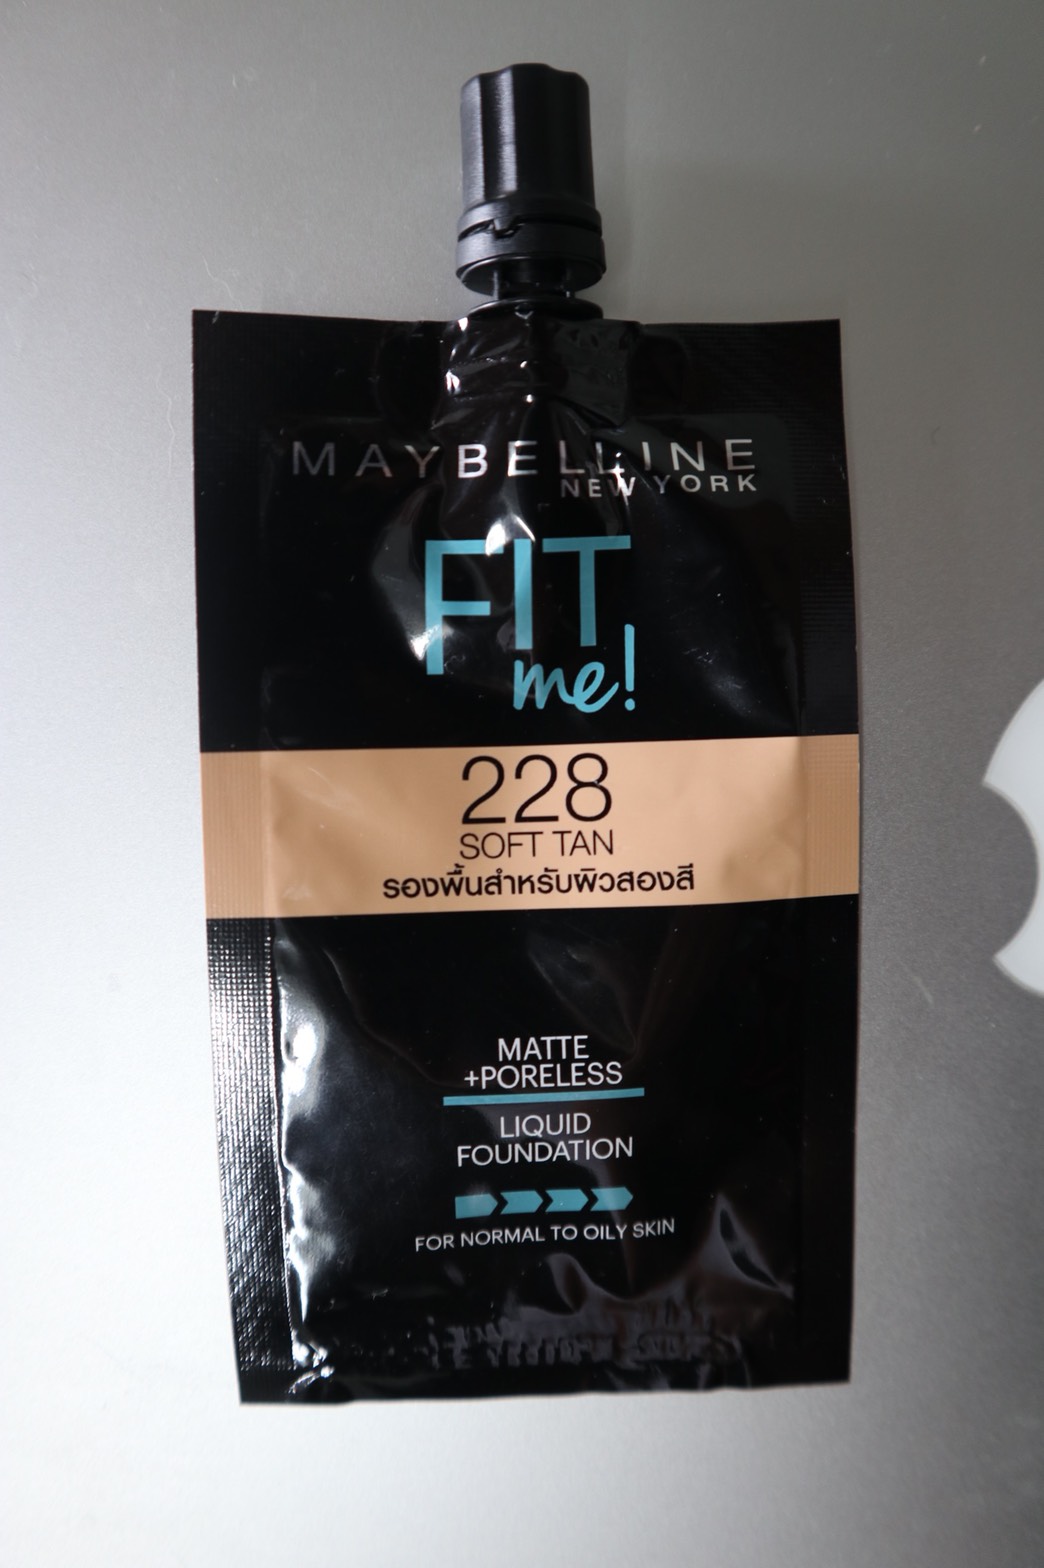 MAYBELLINE
NEW YORK
FIT
me!
228
SOFT TAN
รองพื้นสำหรับผิวสองสี
MATTE
+PORELESS
LIQUID
FOUNDATION
FOR NORMAL TO OILY SKIN